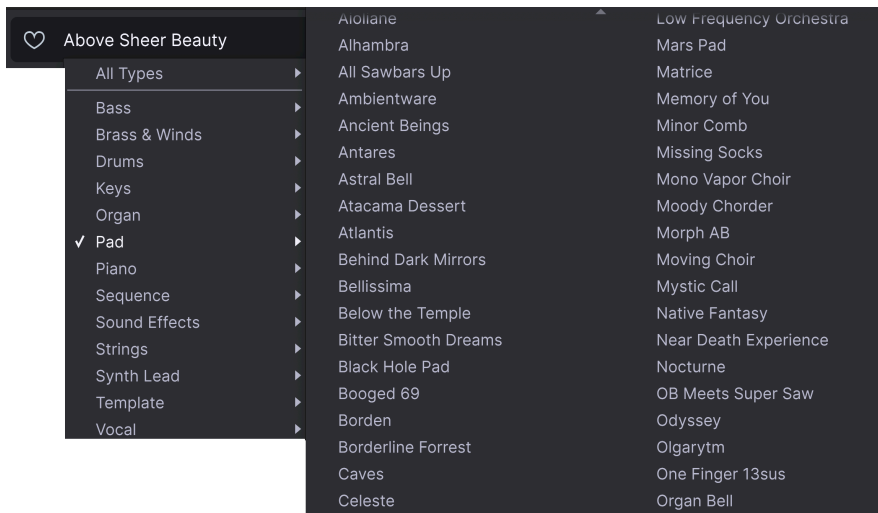 Above Sheer Beauty
All Types
Bass
Brass & Winds
Drums
Keys
Organ
Pad
Piano
Sequence
Sound Effects
Strings
Synth Lead
Template
Vocal
Alhambra
All Sawbars Up
Ambientware
Ancient Beings
Antares
Astral Bell
Atacama Dessert
Atlantis
Behind Dark Mirrors
Bellissima
Below the Temple
Bitter Smooth Dreams
Black Hole Pad
Booged 69
Borden
Borderline Forrest
Caves
Celeste
Low Frequency Orchestra
Mars Pad
Matrice
Memory of You
Minor Comb
Missing Socks
Mono Vapor Choir
Moody Chorder
Morph AB
Moving Choir
Mystic Call
Native Fantasy
Near Death Experience
Nocturne
OB Meets Super Saw
Odyssey
Olgarytm
One Finger 13sus
Organ Bell